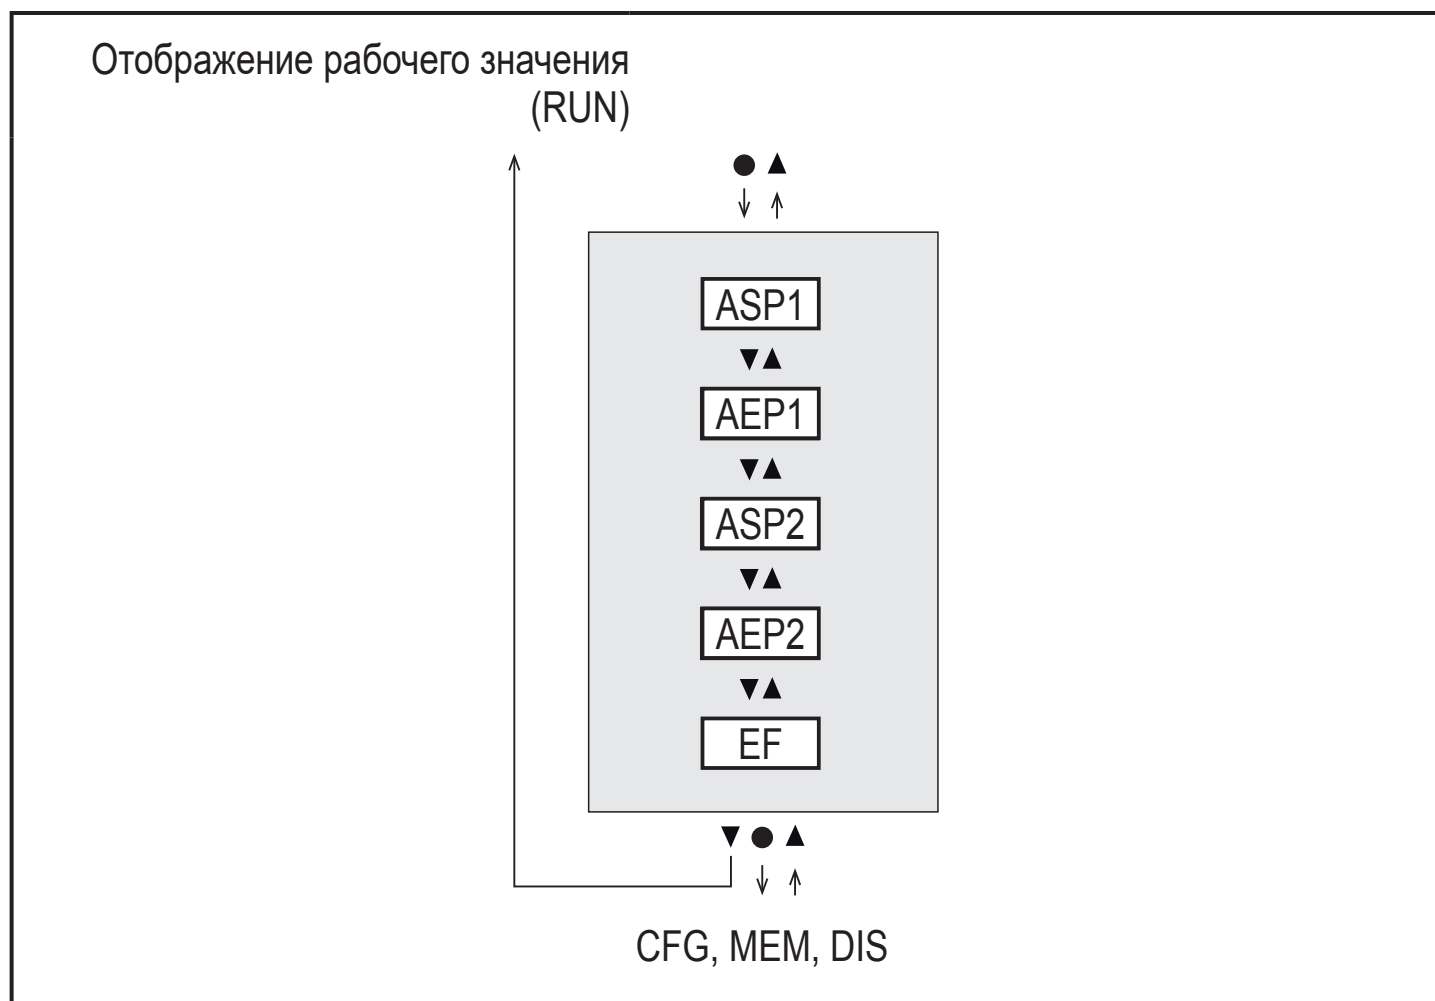 Отображение рабочего значения
(RUN)
ASP1
AEP1
ASP2
AEP2
EF
CFG, MEM, DIS